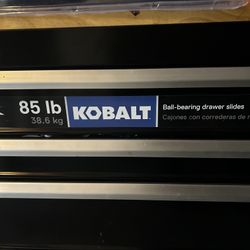 85 lb
38,6 kg
KOBALT
Ball-bearing drawer slides
Cajones con correderas de